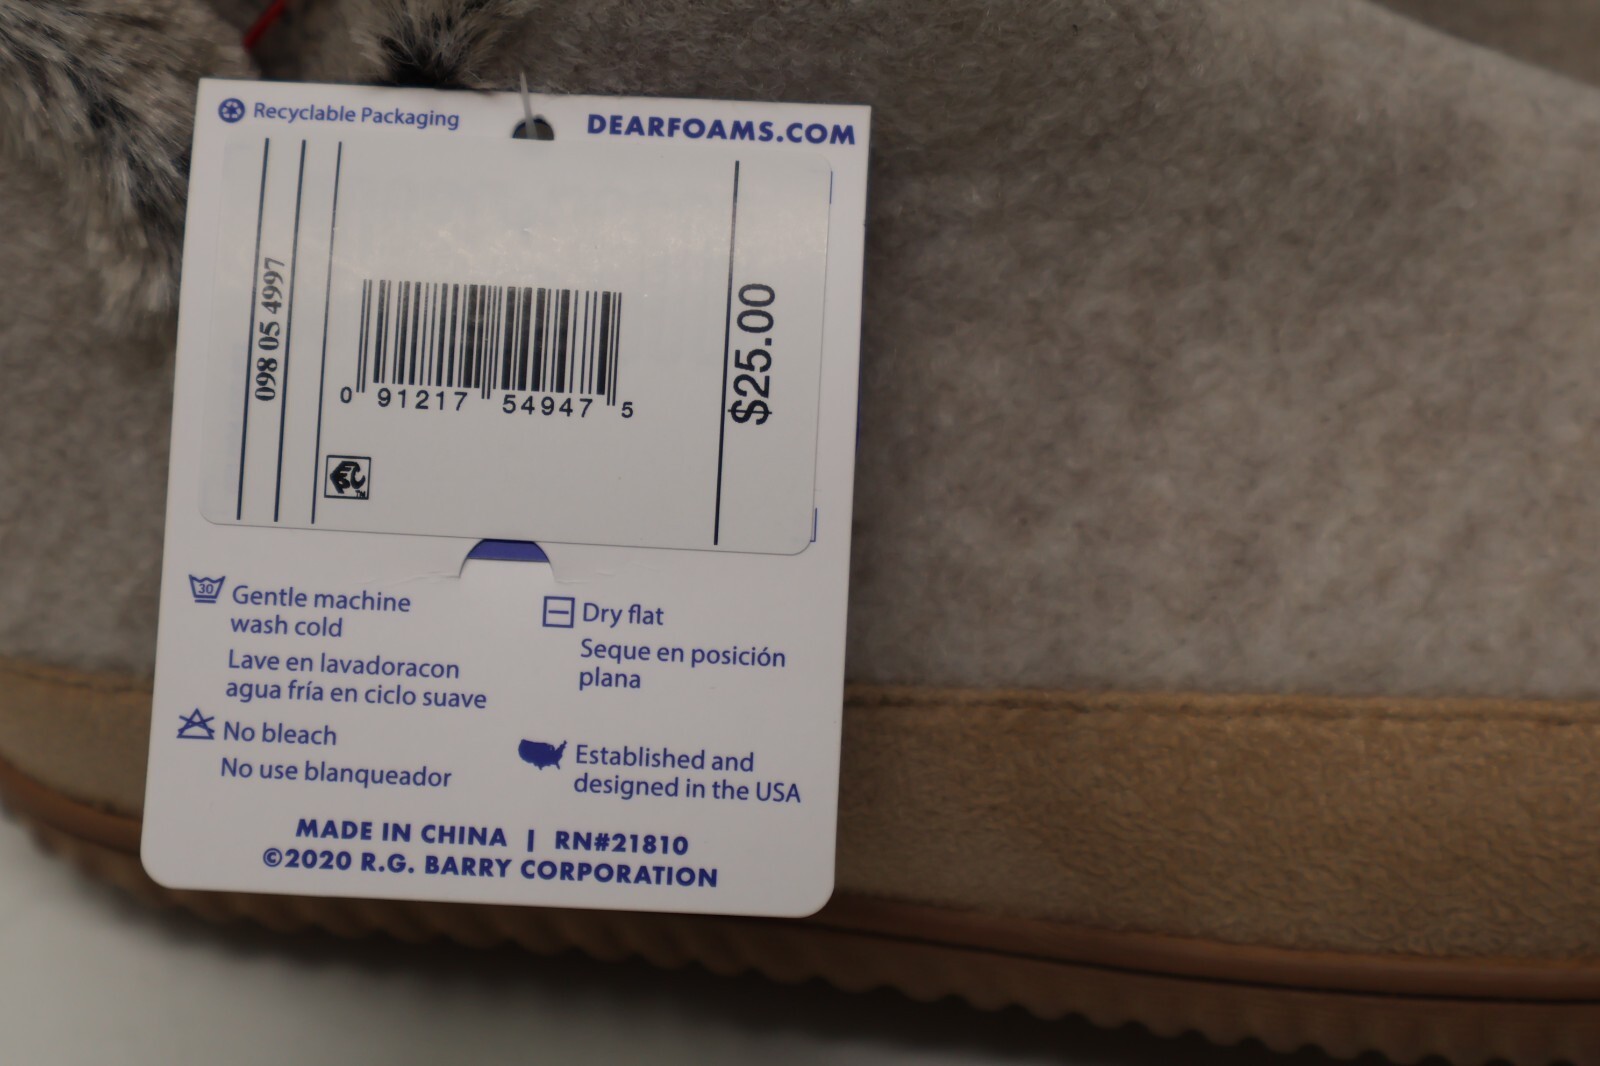 Recyclable Packaging
DEARFOAMS.COM
098 05 4997
0 91217 54947 5
$25.00
30
Gentle machine
wash cold
Lave en lavadoracon
agua fría en ciclo suave
No bleach
No use blanqueador
Dry flat
Seque en posición
plana
Established and
designed in the USA
MADE IN CHINA | RN#21810
©2020 R.G. BARRY CORPORATION